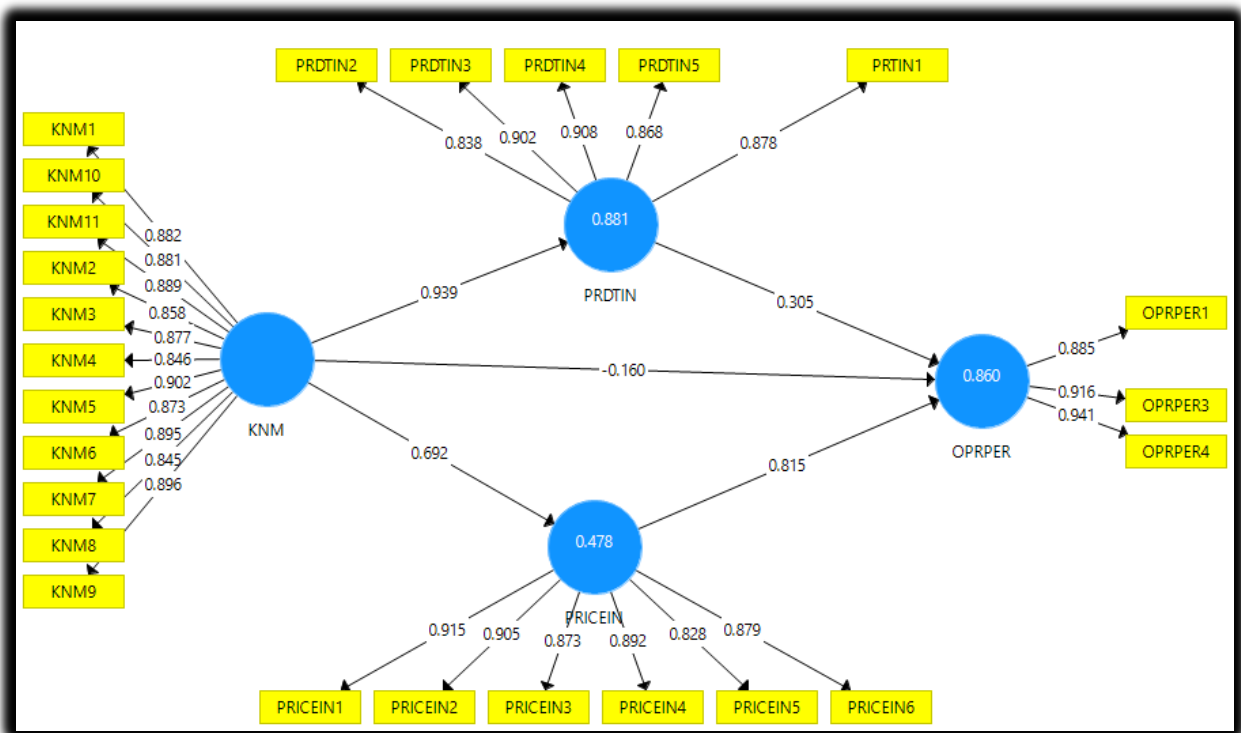 PRDTIN2 PRDTIN3 PRDTIN4 PRDTIN5 PRTIN1
0.838 0.902 0.908 0.868 0.878
KNM1
KNM10
KNM11
KNM2
KNM3
KNM4
KNM5
KNM6
KNM7
KNM8
KNM9
0.882
0.881
0.889
0.858
0.877
0.846
0.902
0.873
0.895
0.845
0.896
KNM
0.939
-0.160
0.692
0.881
PRDTIN
0.305
0.815
0.860
OPRPER
0.885
0.916
0.941
OPRPER1
OPRPER3
OPRPER4
0.478
PRICEIN
0.915 0.905 0.873 0.892 0.828 0.879
PRICEIN1 PRICEIN2 PRICEIN3 PRICEIN4 PRICEIN5 PRICEIN6